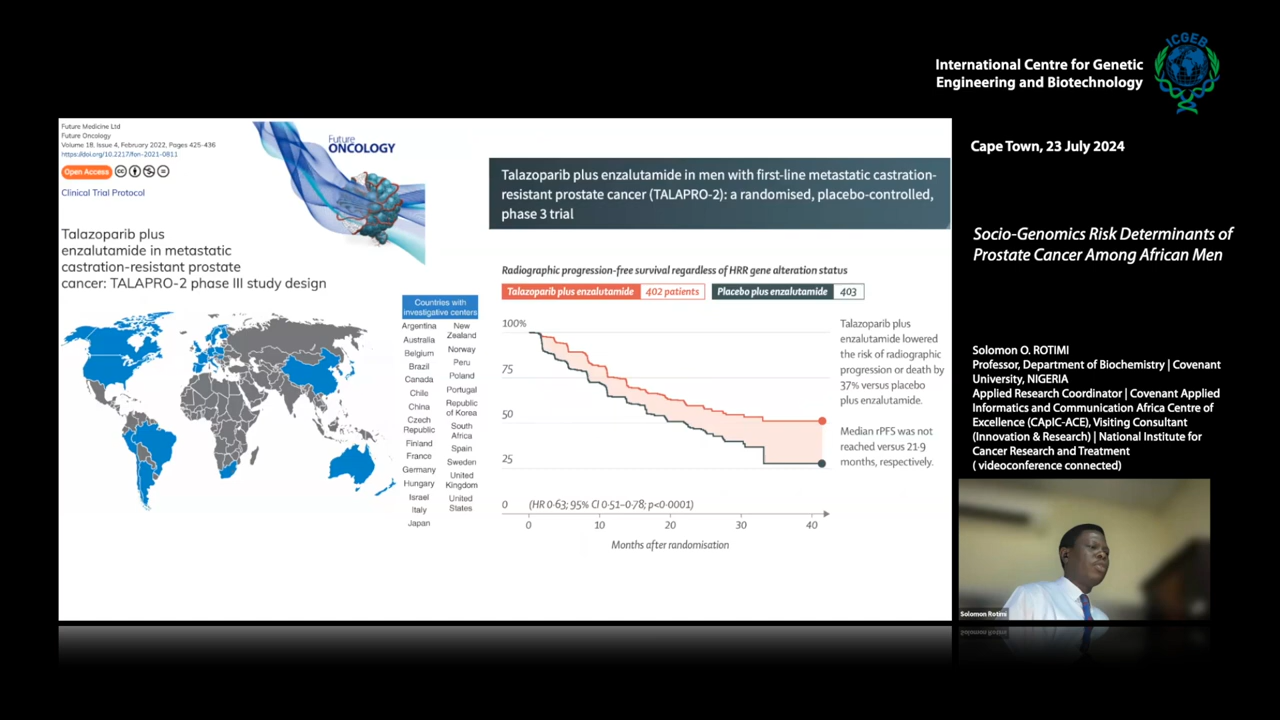 ICGEB
International Centre for Genetic
Engineering and Biotechnology
Future Medicine Ltd
Future Oncology
Volume 18, Issue 4, February 2022, Pages 425-436
https://doi.org/10.2217/fon-2021-0811
Open Access
Clinical Trial Protocol
Future
ONCOLOGY
Talazoparib plus
enzalutamide in metastatic
castration-resistant prostate
cancer: TALAPRO-2 phase III study design
Countries with
investigative centers
Argentina
Australia
Belgium
Brazil
Canada
Chile
China
Czech
Republic
Finland
France
Germany
Hungary
Israel
Italy
Japan
New
Zealand
Norway
Peru
Poland
Portugal
Republic
of Korea
South
Africa
Spain
Sweden
United
Kingdom
United
States
Talazoparib plus enzalutamide in men with first-line metastatic castration-
resistant prostate cancer (TALAPRO-2): a randomised, placebo-controlled,
phase 3 trial
Radiographic progression-free survival regardless of HRR gene alteration status
Talazoparib plus enzalutamide 402 patients Placebo plus enzalutamide 403
100%
75
50
25
0 (HR 0·63; 95% CI 0·51–0·78; p<0·0001)
0 10 20 30 40
Months after randomisation
Talazoparib plus
enzalutamide lowered
the risk of radiographic
progression or death by
37% versus placebo
plus enzalutamide.
Median rPFS was not
reached versus 21·9
months, respectively.
Cape Town, 23 July 2024
Socio-Genomics Risk Determinants of
Prostate Cancer Among African Men
Solomon O. ROTIMI
Professor, Department of Biochemistry | Covenant
University, NIGERIA
Applied Research Coordinator | Covenant Applied
Informatics and Communication Africa Centre of
Excellence (CApIC-ACE), Visiting Consultant
(Innovation & Research) | National Institute for
Cancer Research and Treatment
( videoconference connected)
Solomon Rotimi